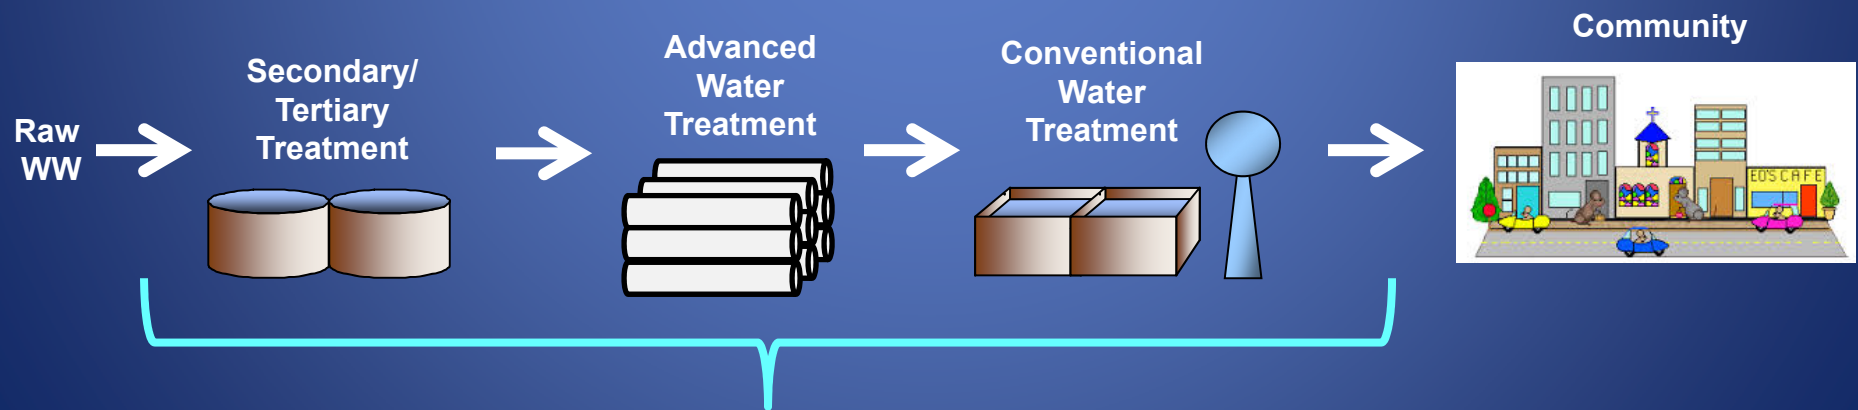 Raw
WW
Secondary/
Tertiary
Treatment
Advanced
Water
Treatment
Conventional
Water
Treatment
Community
ED'S CAFE